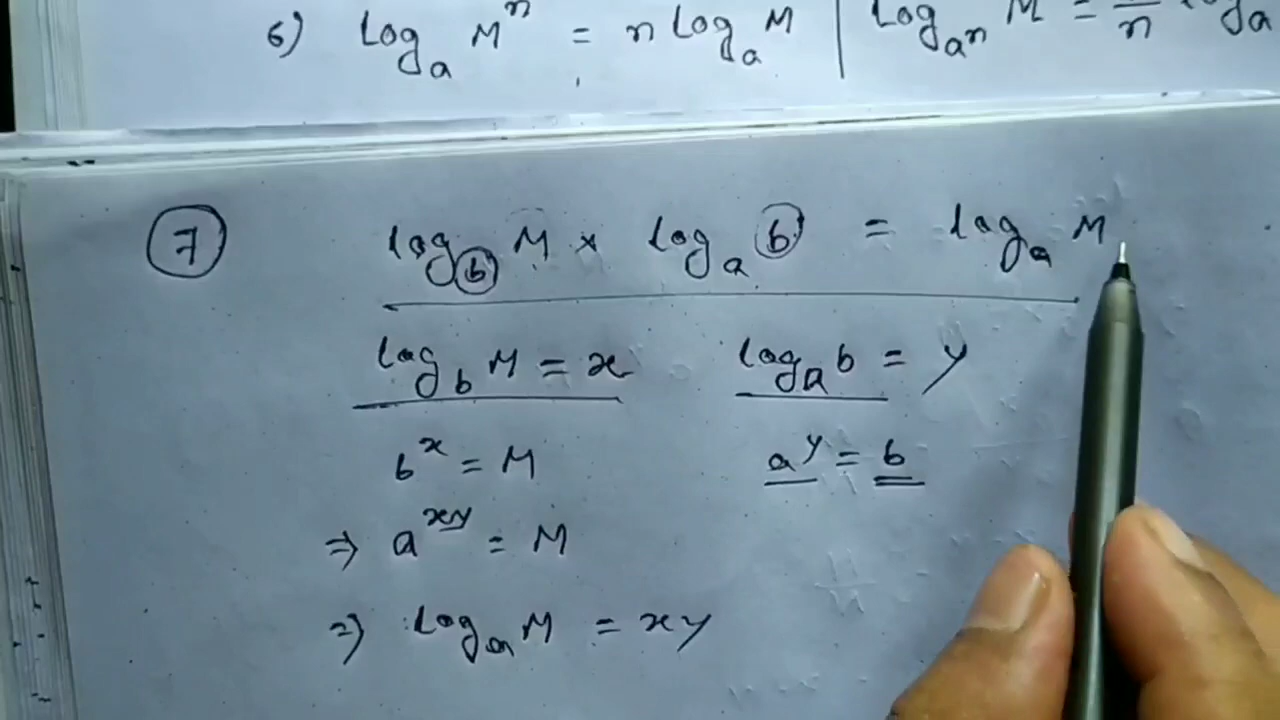 6) log_a M^n = n log_a M | log_{a^n} M = 1/n log_a
7 log_b M × log_a b = log_a M
log_b M = x log_a b = y
b^x = M a^y = b
⇒ a^{xy} = M
⇒ log_a M = xy